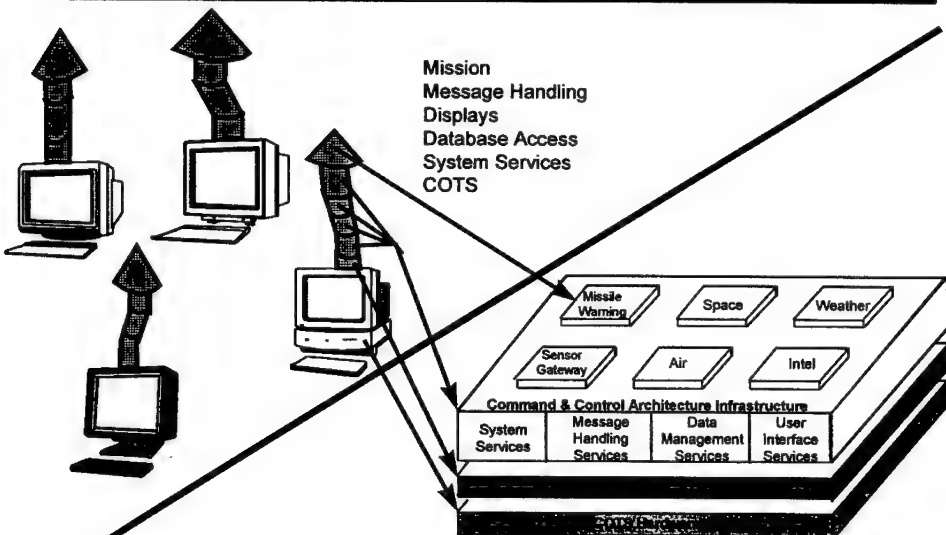 Mission
Message Handling
Displays
Database Access
System Services
COTS
Missile
Warning
Space
Weather
Sensor
Gateway
Air
Intel
Command & Control Architecture Infrastructure
System
Services
Message
Handling
Services
Data
Management
Services
User
Interface
Services